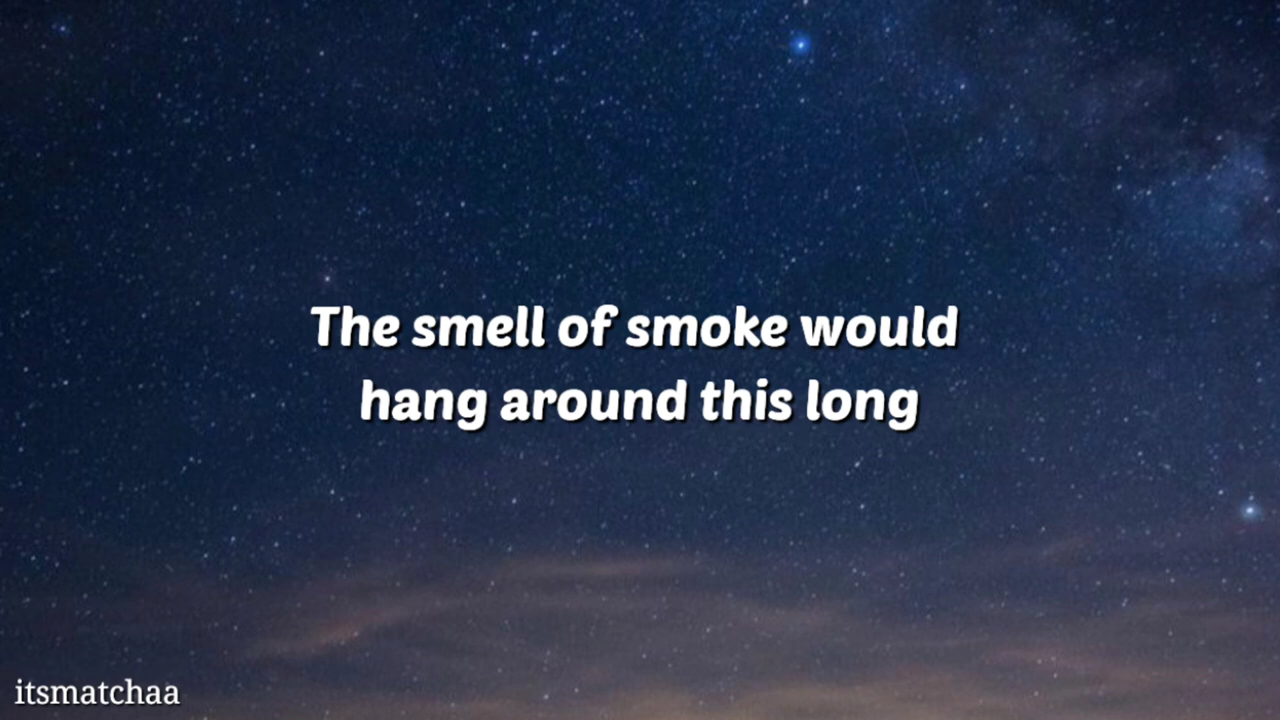 The smell of smoke would
hang around this long
itsmatchaa